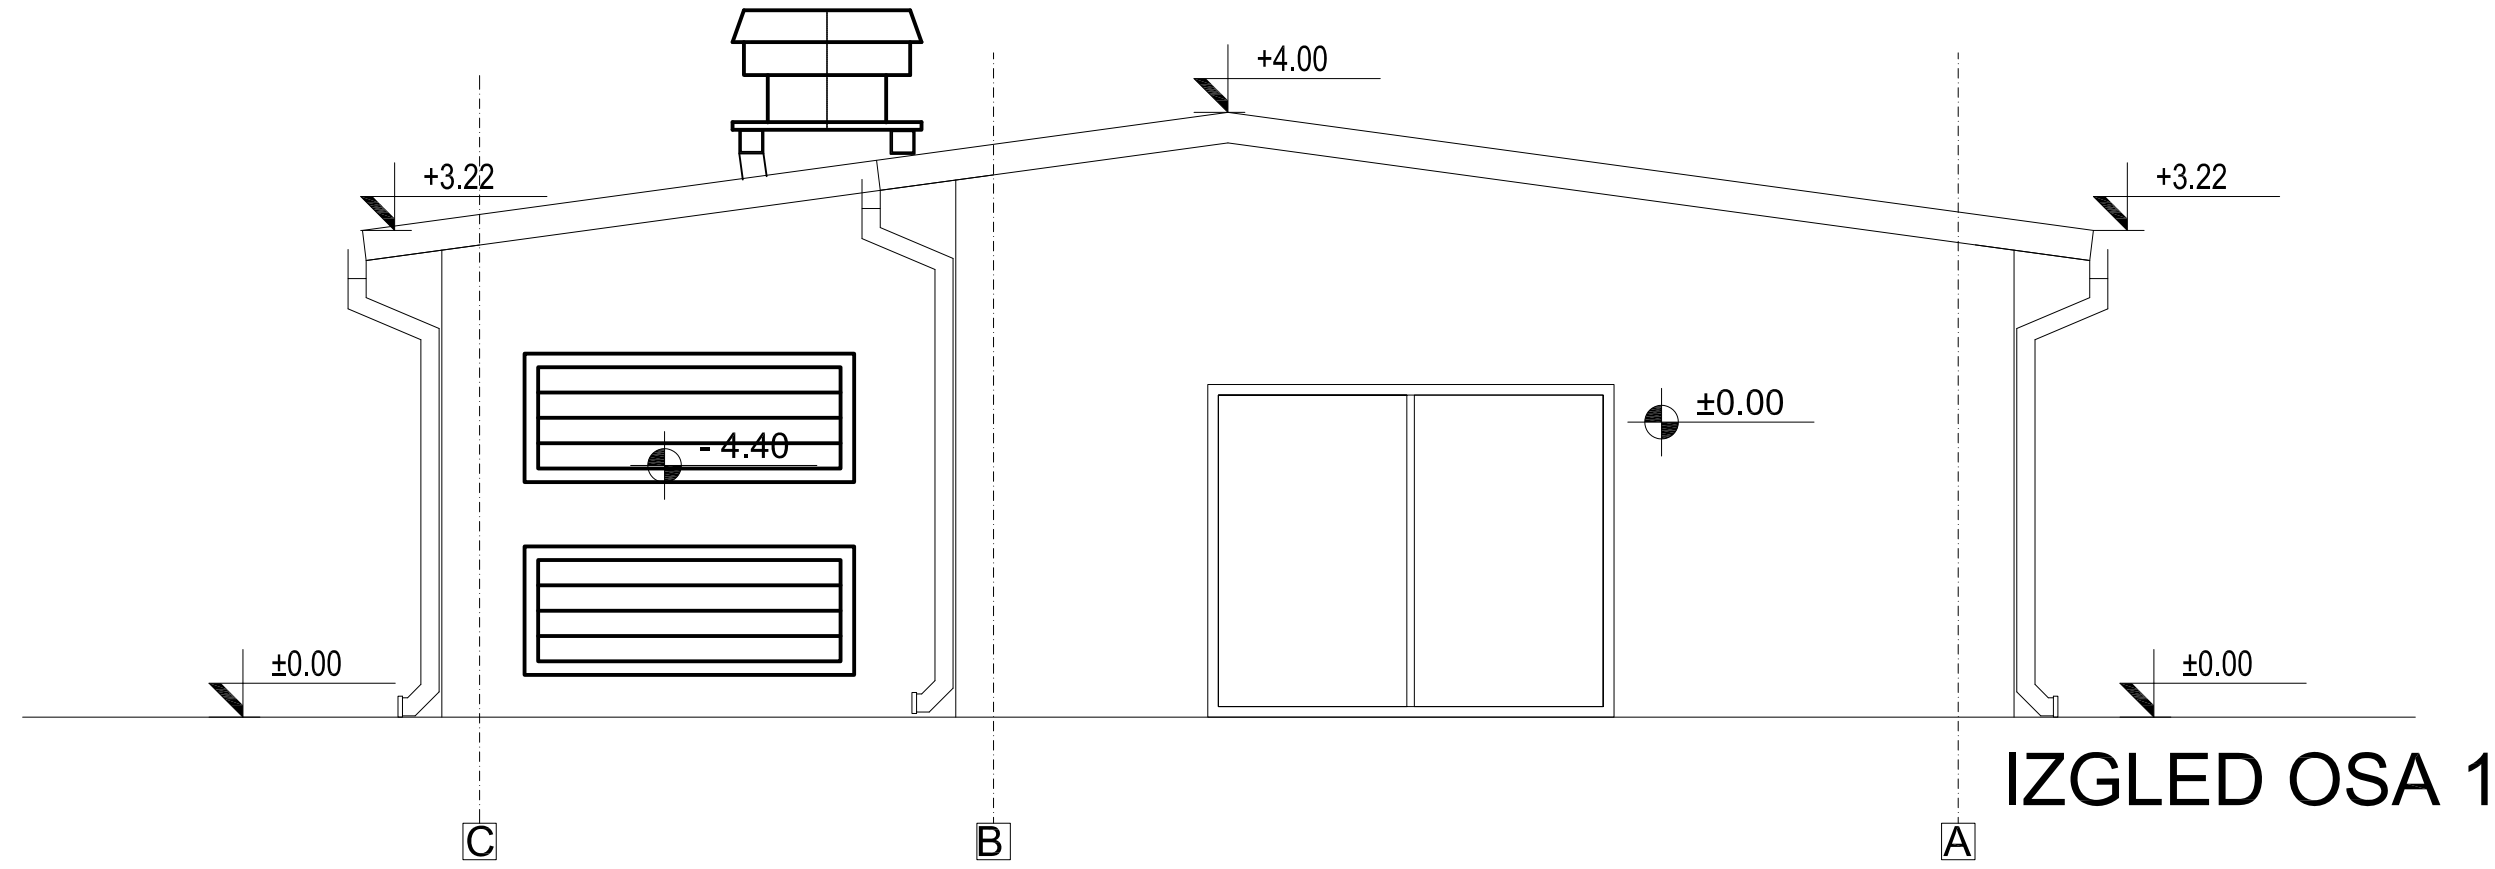 +4.00
+3.22
+3.22
±0.00
- 4.40
±0.00
±0.00
IZGLED OSA 1
C
B
A